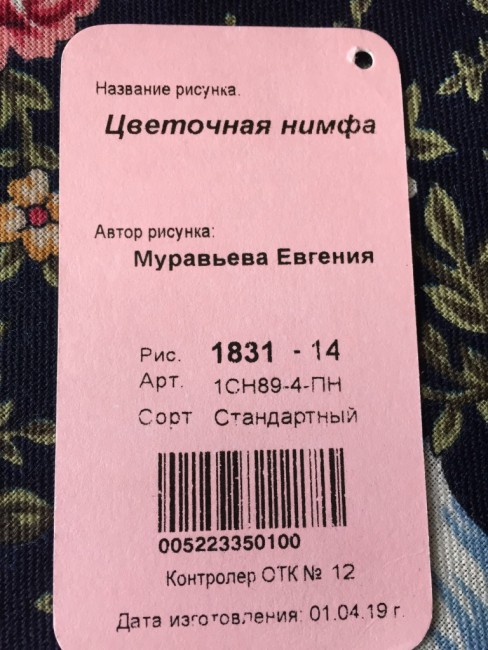 Название рисунка.
Цветочная нимфа
Автор рисунка:
Муравьева Евгения
Рис. 1831 - 14
Арт. 1СН89-4-ПН
Сорт Стандартный
005223350100
Контролер ОТК № 12
Дата изготовления: 01.04.19 г.